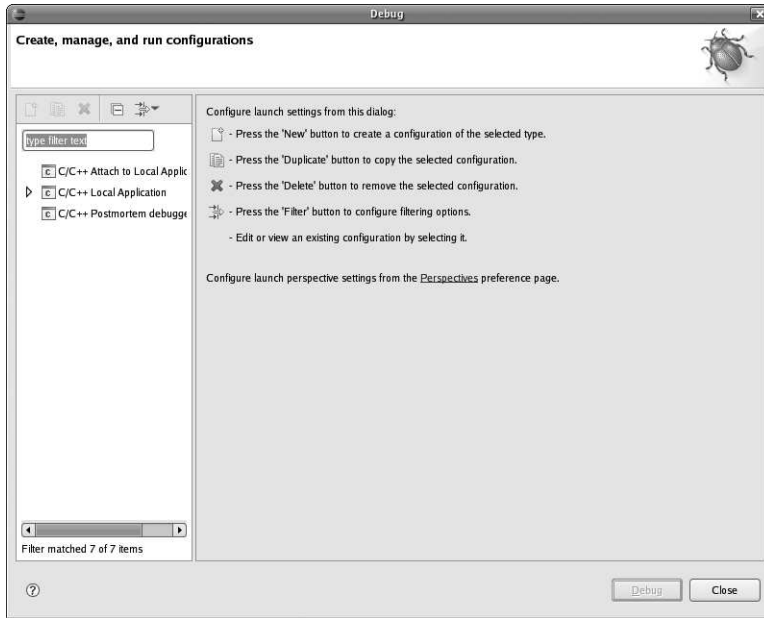 Debug
Create, manage, and run configurations
type filter text
C/C++ Attach to Local Applic
C/C++ Local Application
C/C++ Postmortem debugge
Filter matched 7 of 7 items
Configure launch settings from this dialog:
- Press the 'New' button to create a configuration of the selected type.
- Press the 'Duplicate' button to copy the selected configuration.
- Press the 'Delete' button to remove the selected configuration.
- Press the 'Filter' button to configure filtering options.
- Edit or view an existing configuration by selecting it.
Configure launch perspective settings from the Perspectives preference page.
Debug
Close